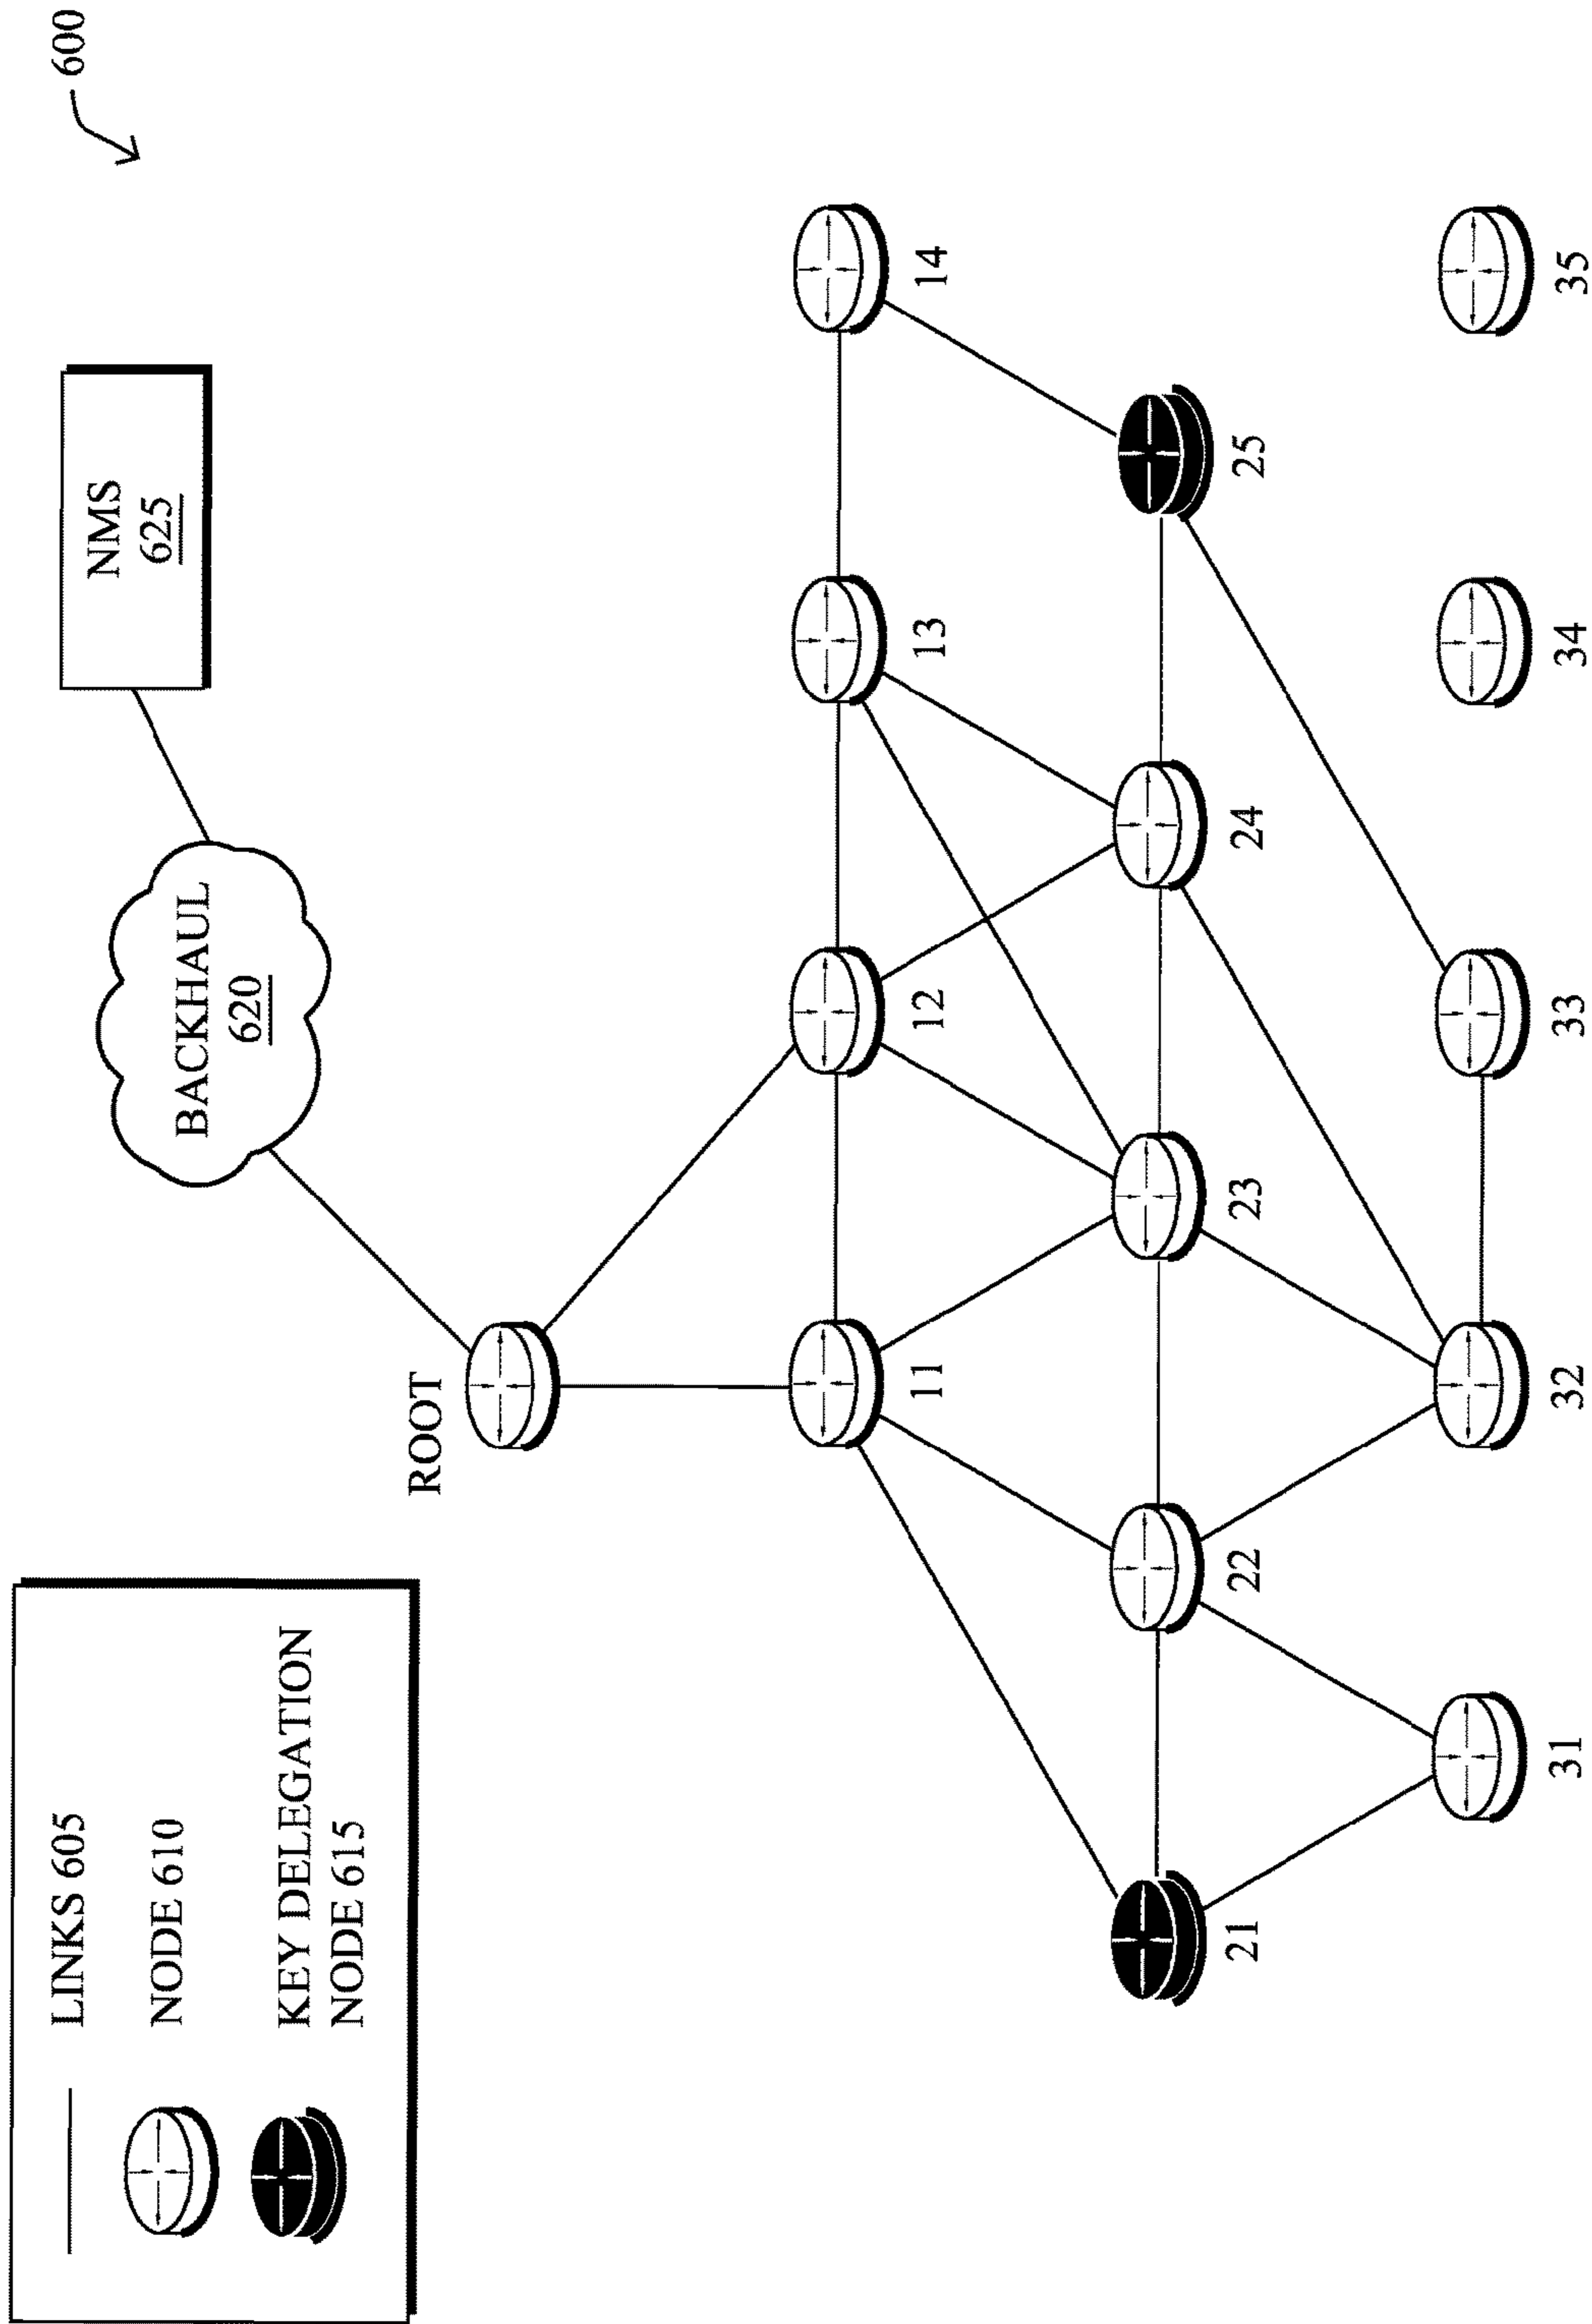 LINKS 605
NODE 610
KEY DELEGATION
NODE 615
BACKHAUL
620
NMS
625
600
ROOT
11
12
13
14
21
22
23
24
25
31
32
33
34
35